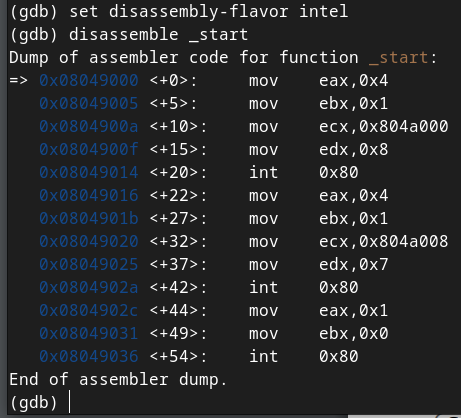 (gdb) set disassembly-flavor intel
(gdb) disassemble _start
Dump of assembler code for function _start:
=> 0x08049000 <+0>:     mov    eax,0x4
   0x08049005 <+5>:     mov    ebx,0x1
   0x0804900a <+10>:    mov    ecx,0x804a000
   0x0804900f <+15>:    mov    edx,0x8
   0x08049014 <+20>:    int    0x80
   0x08049016 <+22>:    mov    eax,0x4
   0x0804901b <+27>:    mov    ebx,0x1
   0x08049020 <+32>:    mov    ecx,0x804a008
   0x08049025 <+37>:    mov    edx,0x7
   0x0804902a <+42>:    int    0x80
   0x0804902c <+44>:    mov    eax,0x1
   0x08049031 <+49>:    mov    ebx,0x0
   0x08049036 <+54>:    int    0x80
End of assembler dump.
(gdb)